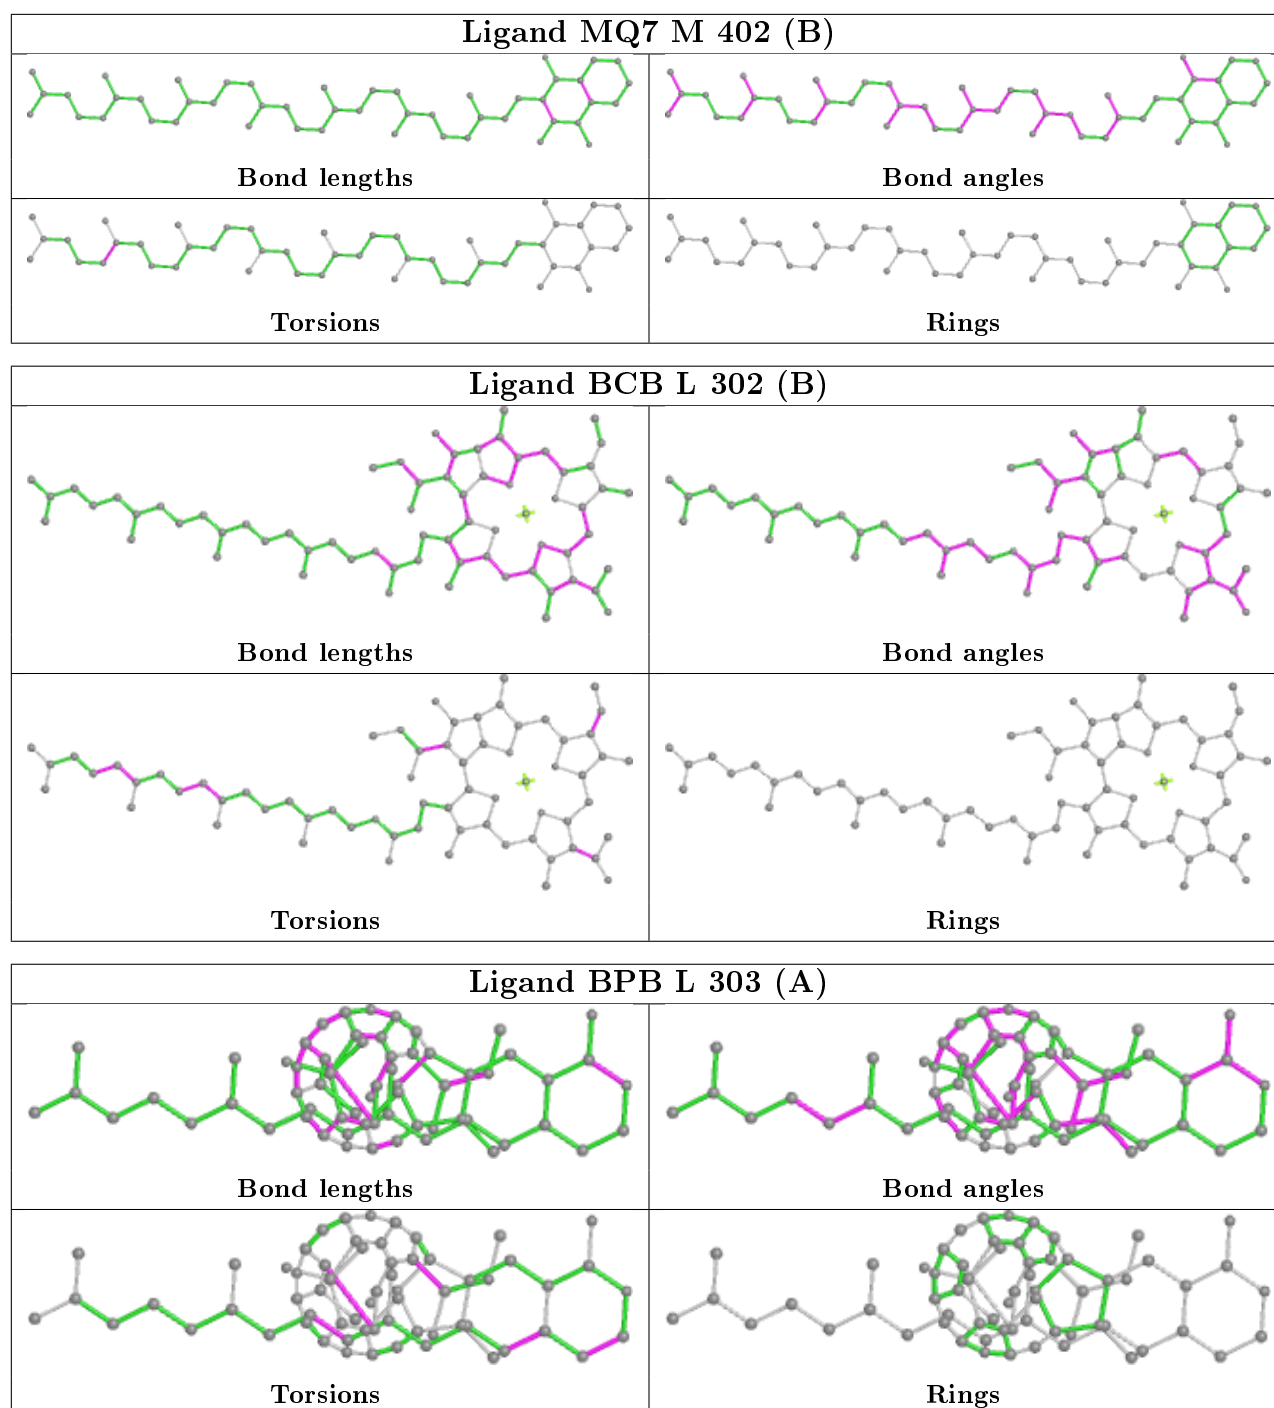 Ligand MQ7 M 402 (B)
Bond lengths
Bond angles
Torsions
Rings
Ligand BCB L 302 (B)
Bond lengths
Bond angles
Torsions
Rings
Ligand BPB L 303 (A)
Bond lengths
Bond angles
Torsions
Rings